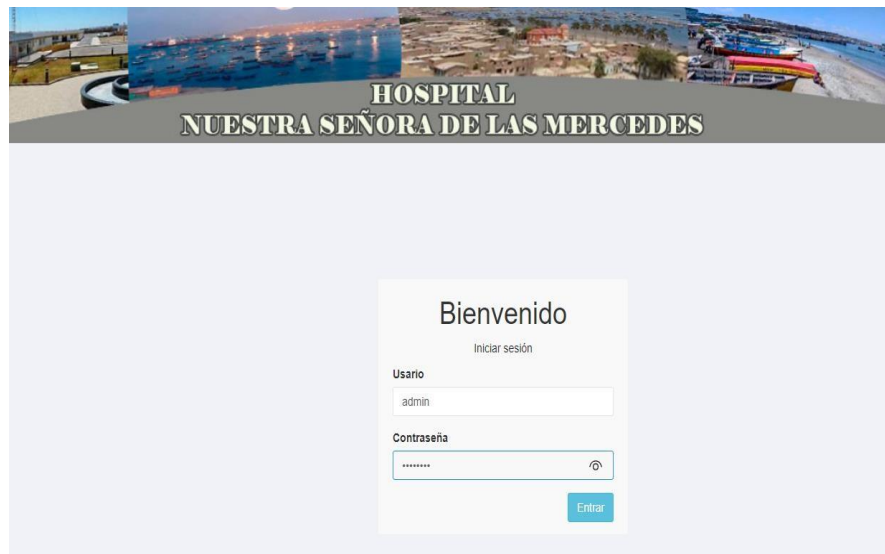 HOSPITAL
NUESTRA SEÑORA DE LAS MERCEDES
Bienvenido
Iniciar sesión
Usario
admin
Contraseña
••••••••
Entrar